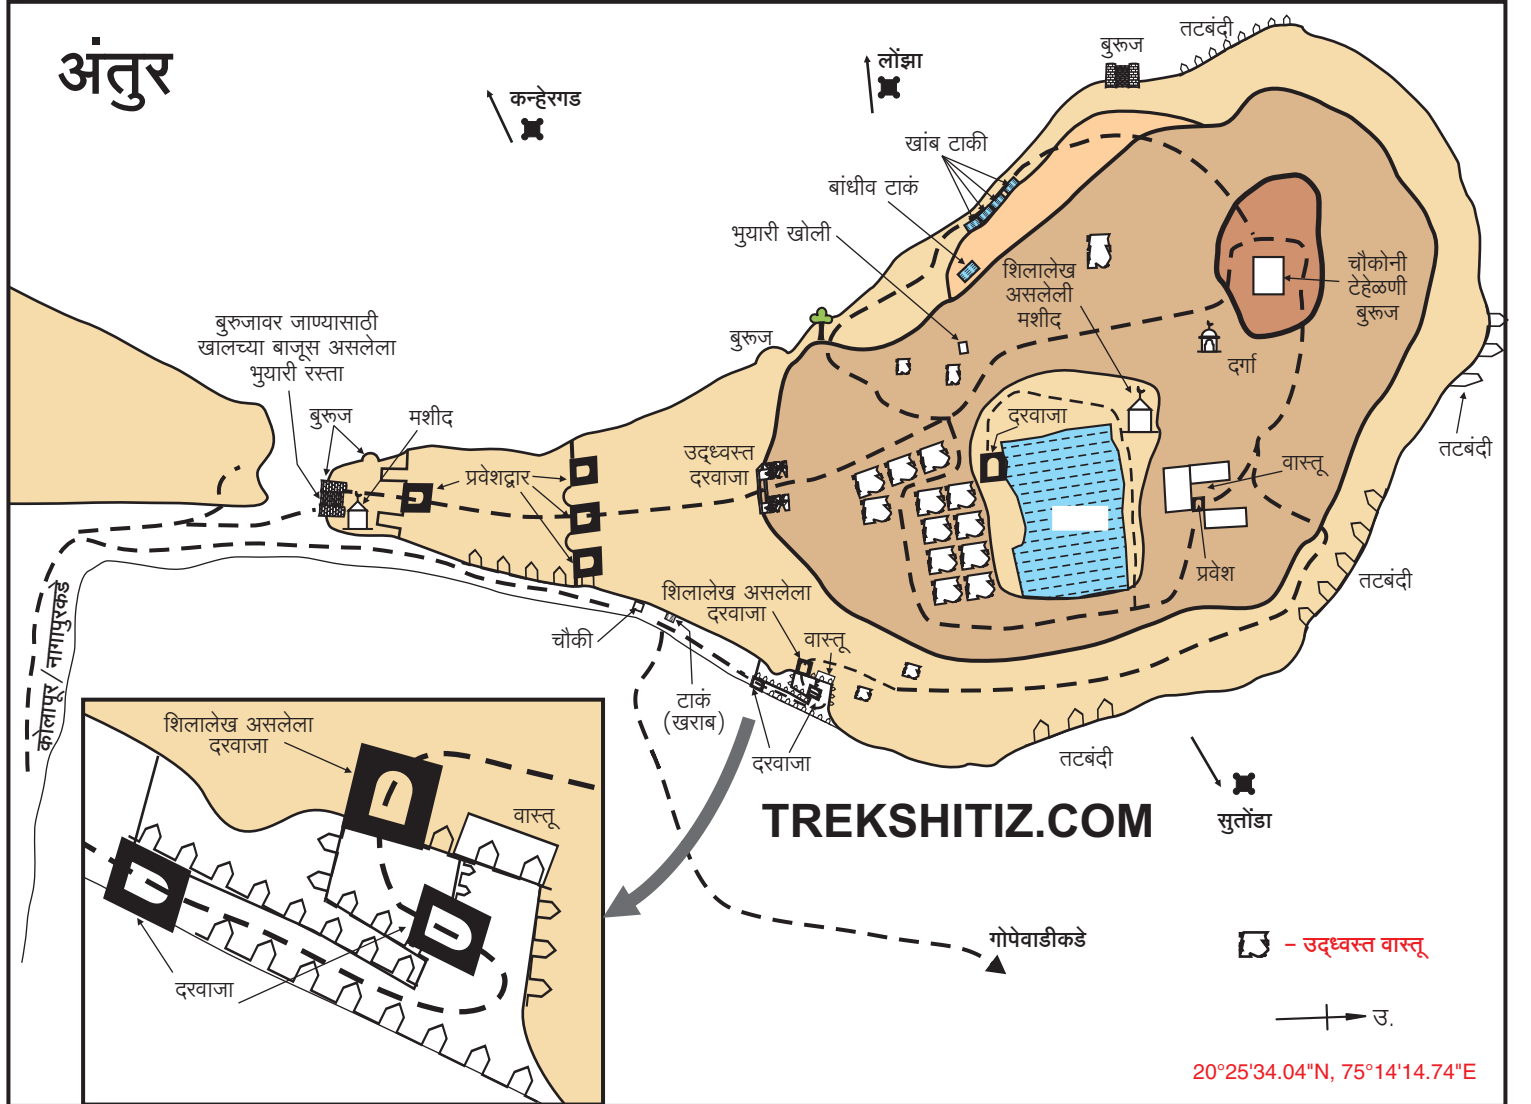 अंतुर
कन्हेरगड
लोंझा
बुरूज
तटबंदी
खांब टाकी
बांधीव टाकं
भुयारी खोली
शिलालेख
असलेली
मशीद
चौकोनी
टेहेळणी
बुरूज
दर्गा
बुरुजावर जाण्यासाठी
खालच्या बाजूस असलेला
भुयारी रस्ता
बुरूज
बुरूज
मशीद
प्रवेशद्वार
उद्ध्वस्त
दरवाजा
दरवाजा
वास्तू
तटबंदी
प्रवेश
तटबंदी
शिलालेख असलेला
दरवाजा
वास्तू
चौकी
टाकं
(खराब)
दरवाजा
तटबंदी
कोलापूर/नागापुरकडे
शिलालेख असलेला
दरवाजा
वास्तू
दरवाजा
TREKSHITIZ.COM
सुतोंडा
गोपेवाडीकडे
– उद्ध्वस्त वास्तू
उ.
20°25'34.04"N, 75°14'14.74"E